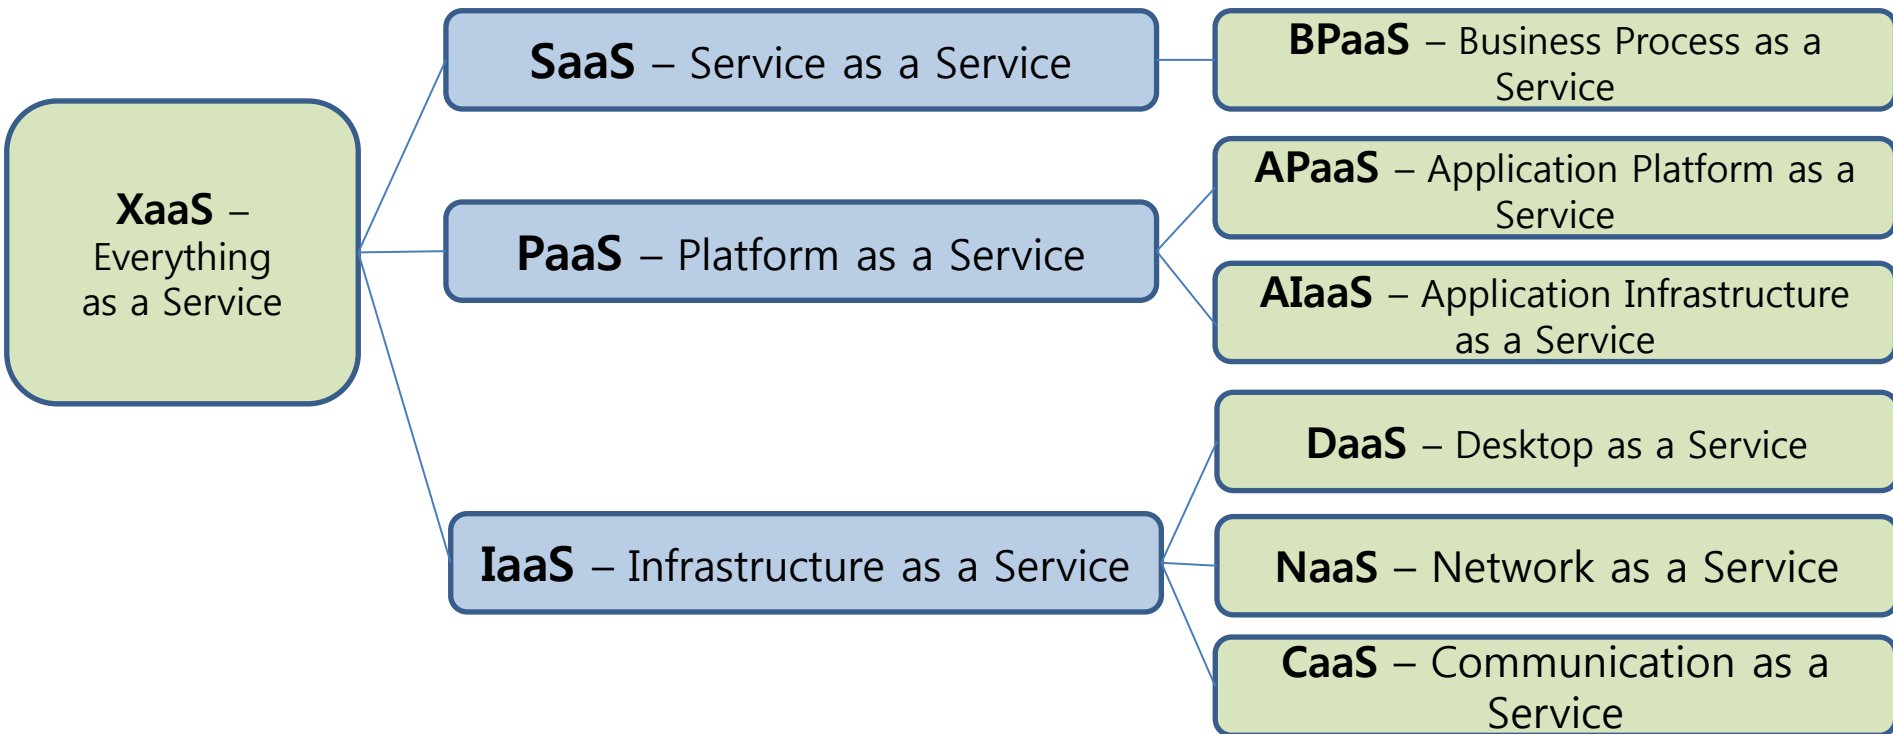 XaaS –
Everything
as a Service
SaaS – Service as a Service
PaaS – Platform as a Service
IaaS – Infrastructure as a Service
BPaaS – Business Process as a
Service
APaaS – Application Platform as a
Service
AIaaS – Application Infrastructure
as a Service
DaaS – Desktop as a Service
NaaS – Network as a Service
CaaS – Communication as a
Service